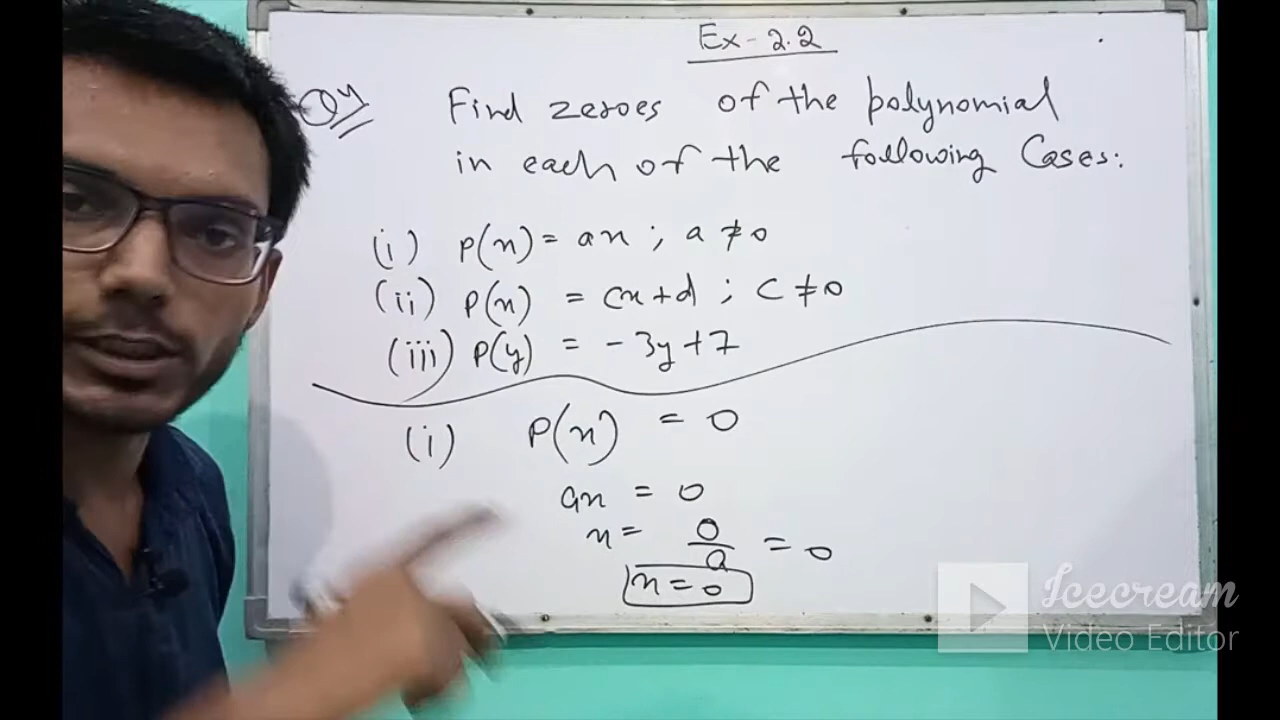 Ex-2.2
Q4 Find zeroes of the polynomial
in each of the following Cases:
(i) P(x) = ax ; a ≠ 0
(ii) P(x) = cx+d ; c ≠ 0
(iii) P(y) = -3y+7
(i) P(x) = 0
ax = 0
x = 0/a = 0
x = 0
Icecream
Video Editor